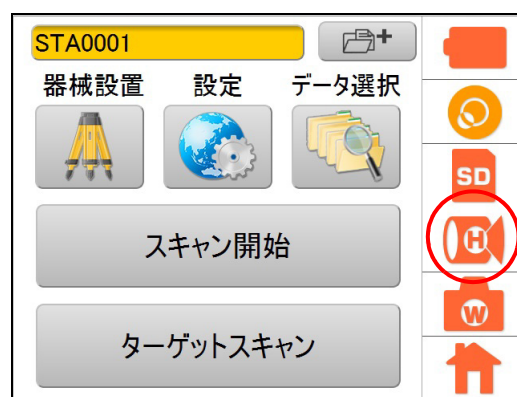 STA0001
器械設置 設定 データ選択
SD
スキャン開始
H
W
ターゲットスキャン